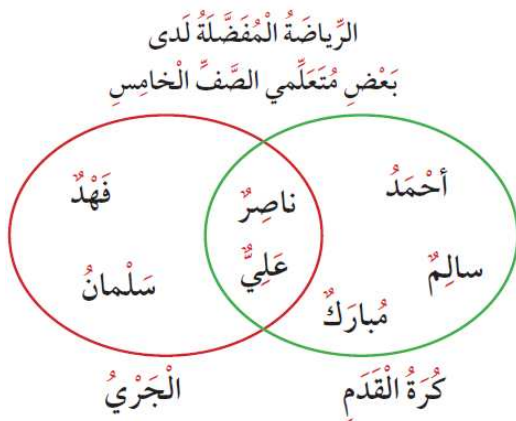 الرِّياضَةُ الْمُفَضَّلَةُ لَدى
بَعْضِ مُتَعَلِّمي الصَّفِّ الْخامِسِ
أَحْمَدُ
ناصِرٌ
فَهْدٌ
سالِمٌ
عَلِيٌّ
سَلْمانُ
مُبارَكٌ
كُرَةُ الْقَدَمِ
الْجَرْيُ